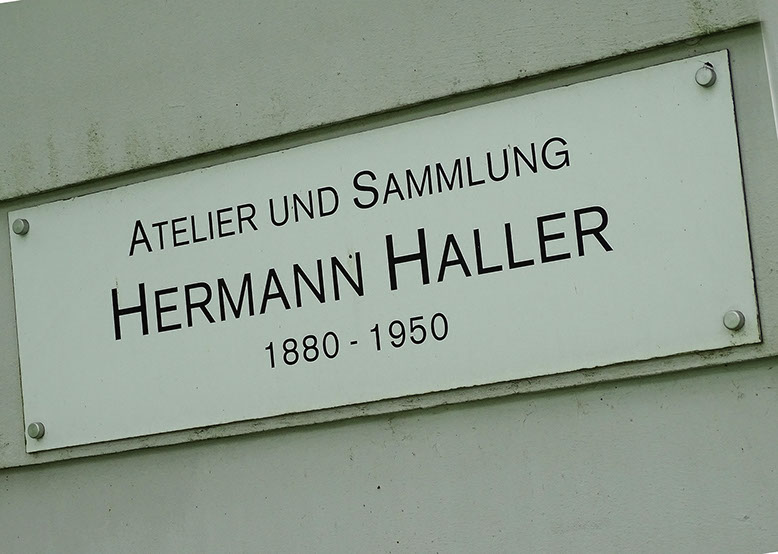 ATELIER UND SAMMLUNG
HERMANN HALLER
1880 - 1950